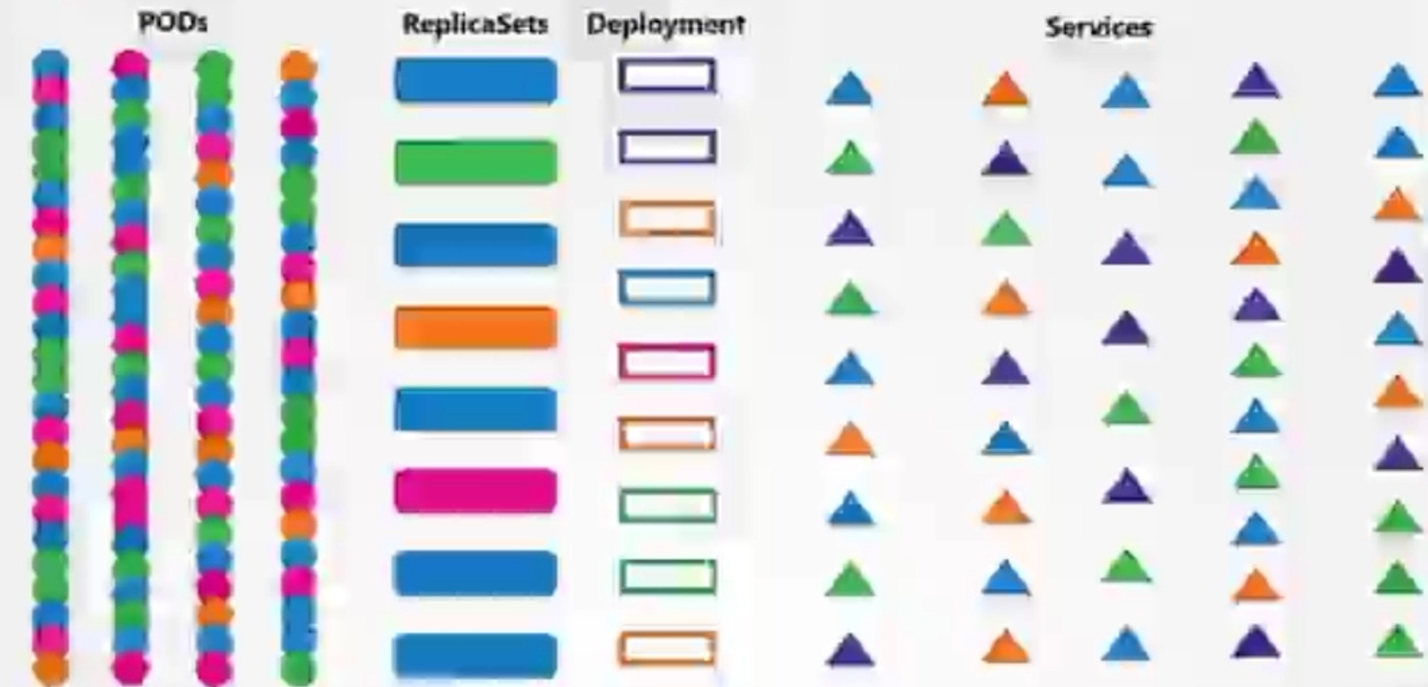 PODs
ReplicaSets
Deployment
Services